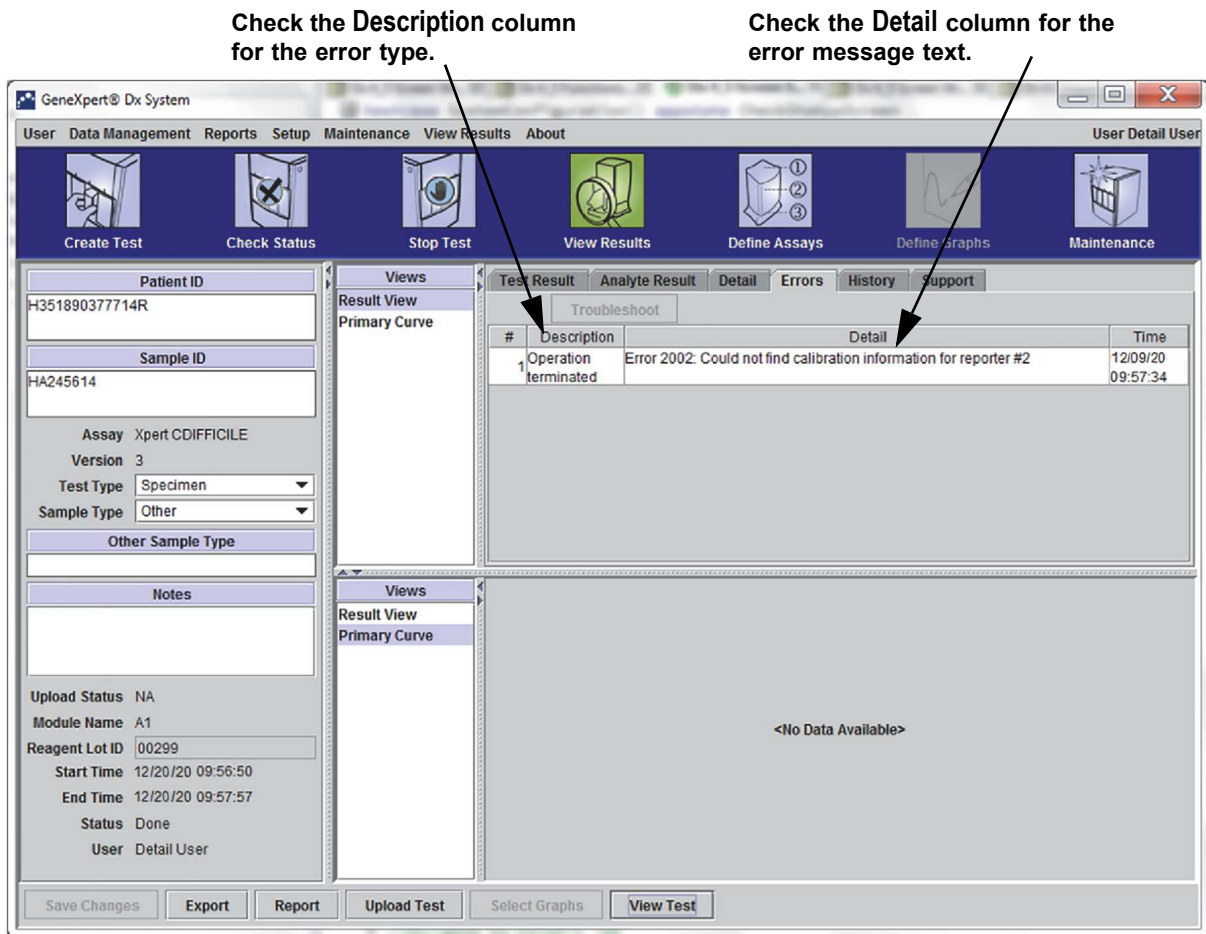 Check the Description column
for the error type.
Check the Detail column for the
error message text.
GeneXpert® Dx System
User Data Management Reports Setup Maintenance View Results About
User Detail User
Create Test
Check Status
Stop Test
View Results
Define Assays
Define Graphs
Maintenance
Patient ID
H351890377714R
Sample ID
HA245614
Assay Xpert CDIFFICILE
Version 3
Test Type Specimen
Sample Type Other
Other Sample Type
Notes
Upload Status NA
Module Name A1
Reagent Lot ID 00299
Start Time 12/20/20 09:56:50
End Time 12/20/20 09:57:57
Status Done
User Detail User
Views
Result View
Primary Curve
Test Result Analyte Result Detail Errors History Support
Troubleshoot
# Description Detail Time
1 Operation terminated Error 2002: Could not find calibration information for reporter #2 12/09/20
09:57:34
Views
Result View
Primary Curve
<No Data Available>
Save Changes Export Report Upload Test Select Graphs View Test